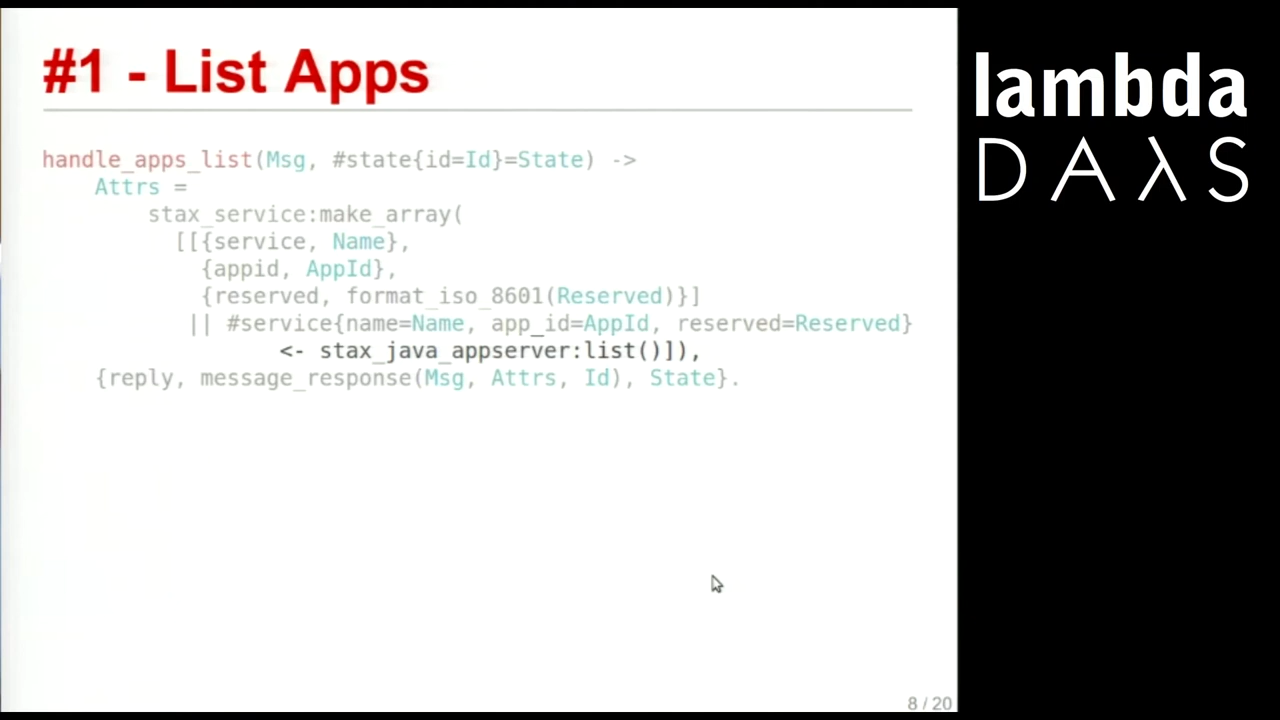 #1 - List Apps
handle_apps_list(Msg, #state{id=Id}=State) ->
    Attrs =
        stax_service:make_array(
          [[{service, Name},
            {appid, AppId},
            {reserved, format_iso_8601(Reserved)}]
           || #service{name=Name, app_id=AppId, reserved=Reserved}
                  <- stax_java_appserver:list()]),
    {reply, message_response(Msg, Attrs, Id), State}.
8 / 20
lambda
DAλS